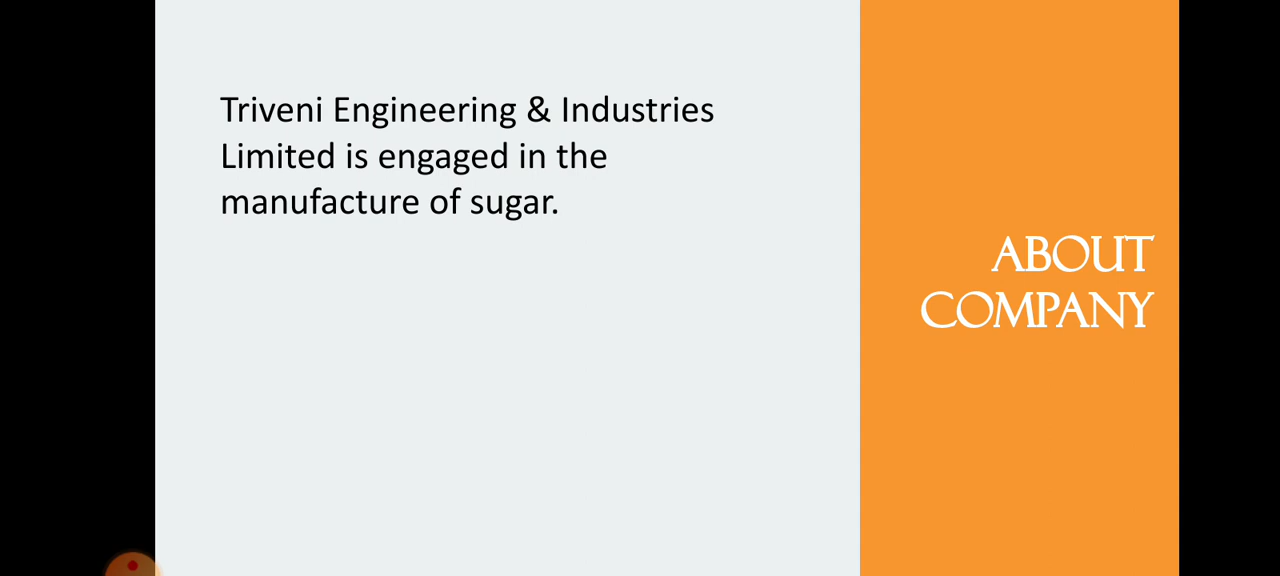 Triveni Engineering & Industries
Limited is engaged in the
manufacture of sugar.
ABOUT
COMPANY